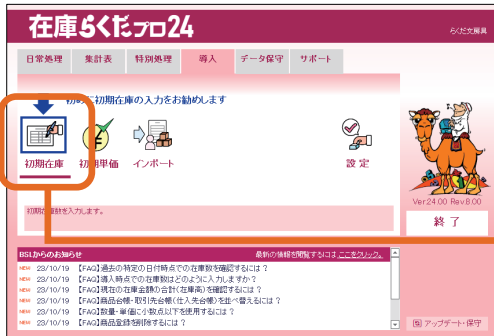 在庫らくだプロ24
らくだ文房具
日常処理 集計表 特別処理 導入 データ保守 サポート
初めに初期在庫の入力をお勧めします
初期在庫 初期単価 インポート 設定
Ver.24.00 Rev.8.00
終了
初期在庫数を入力します。
BSLからのお知らせ 最新の情報を閲覧するには、ここをクリック。
NEW 23/10/19 【FAQ】過去の特定の日付時点での在庫数を確認するには?
NEW 23/10/19 【FAQ】導入時点での在庫数はどのように入力しますか?
NEW 23/10/19 【FAQ】現在の在庫金額の合計(在庫高)を確認するには?
NEW 23/10/19 【FAQ】商品台帳・取引先台帳(仕入先台帳)を並べ替えるには?
NEW 23/10/19 【FAQ】数量・単価に小数点以下を使用するには?
NEW 23/10/19 【FAQ】商品登録を削除するには?
アップデート・保守